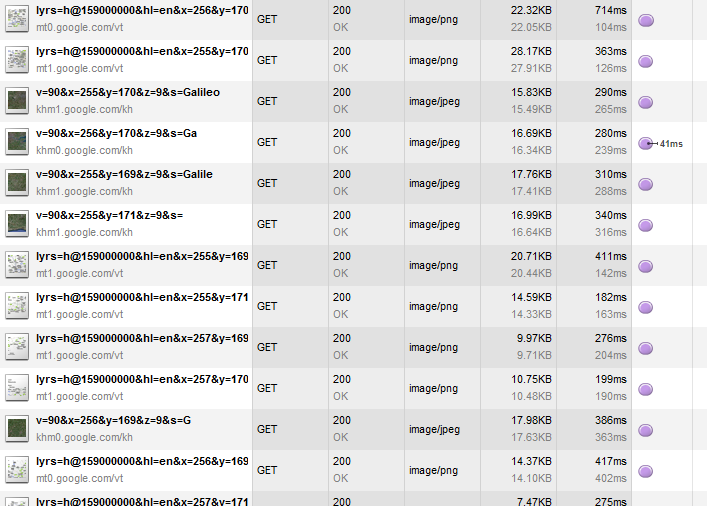 lyrs=h@159000000&hl=en&x=256&y=170 GET 200 image/png 22.32KB 714ms
mt0.google.com/vt OK 22.05KB 104ms
lyrs=h@159000000&hl=en&x=255&y=170 GET 200 image/png 28.17KB 363ms
mt1.google.com/vt OK 27.91KB 126ms
v=90&x=255&y=170&z=9&s=Galileo GET 200 image/jpeg 15.83KB 290ms
khm1.google.com/kh OK 15.49KB 265ms
v=90&x=256&y=170&z=9&s=Ga GET 200 image/jpeg 16.69KB 280ms 41ms
khm0.google.com/kh OK 16.34KB 239ms
v=90&x=255&y=169&z=9&s=Galile GET 200 image/jpeg 17.76KB 310ms
khm1.google.com/kh OK 17.41KB 288ms
v=90&x=255&y=171&z=9&s= GET 200 image/jpeg 16.99KB 340ms
khm1.google.com/kh OK 16.64KB 316ms
lyrs=h@159000000&hl=en&x=255&y=169 GET 200 image/png 20.71KB 411ms
mt1.google.com/vt OK 20.44KB 142ms
lyrs=h@159000000&hl=en&x=255&y=171 GET 200 image/png 14.59KB 182ms
mt1.google.com/vt OK 14.33KB 163ms
lyrs=h@159000000&hl=en&x=257&y=169 GET 200 image/png 9.97KB 276ms
mt1.google.com/vt OK 9.71KB 204ms
lyrs=h@159000000&hl=en&x=257&y=170 GET 200 image/png 10.75KB 199ms
mt1.google.com/vt OK 10.48KB 190ms
v=90&x=256&y=169&z=9&s=G GET 200 image/jpeg 17.98KB 386ms
khm0.google.com/kh OK 17.63KB 363ms
lyrs=h@159000000&hl=en&x=256&y=169 GET 200 image/png 14.37KB 417ms
mt0.google.com/vt OK 14.10KB 402ms
lyrs=h@159000000&hl=en&x=257&y=171 200 7.47KB 275ms